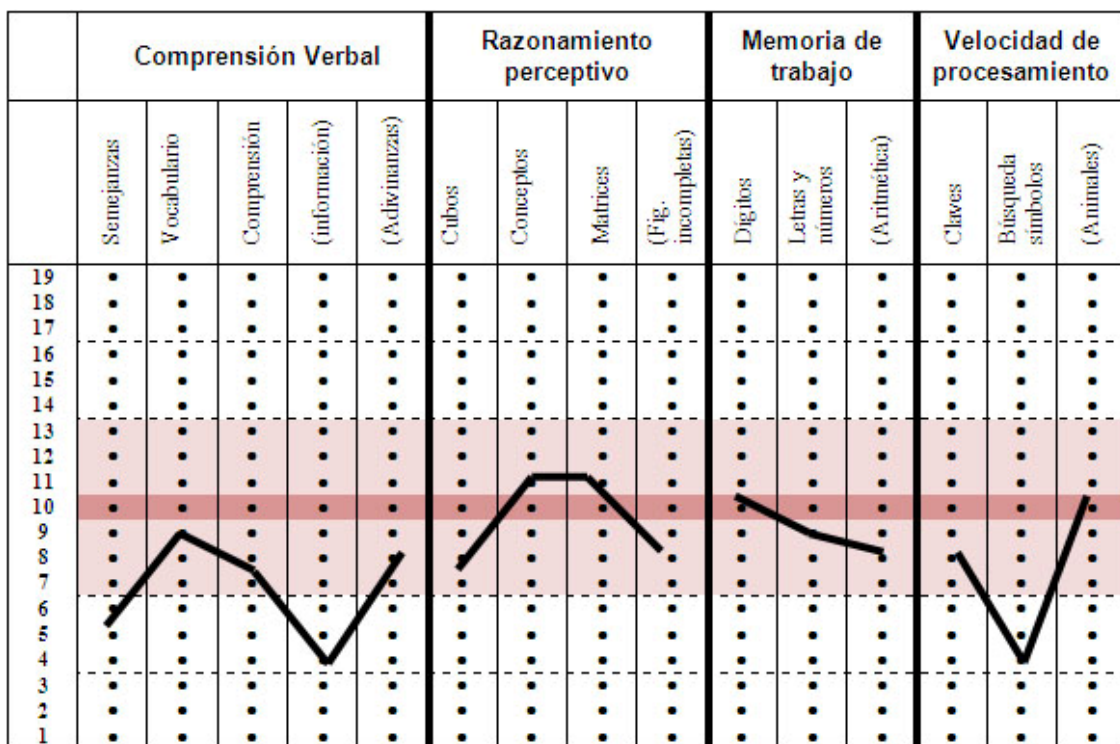 Comprensión Verbal
Razonamiento
perceptivo
Memoria de
trabajo
Velocidad de
procesamiento
Semejanzas
Vocabulario
Comprensión
(información)
(Adivinanzas)
Cubos
Conceptos
Matrices
(Fig.
incompletas)
Dígitos
Letras y
números
(Aritmética)
Claves
Búsqueda
símbolos
(Animales)
19
18
17
16
15
14
13
12
11
10
9
8
7
6
5
4
3
2
1